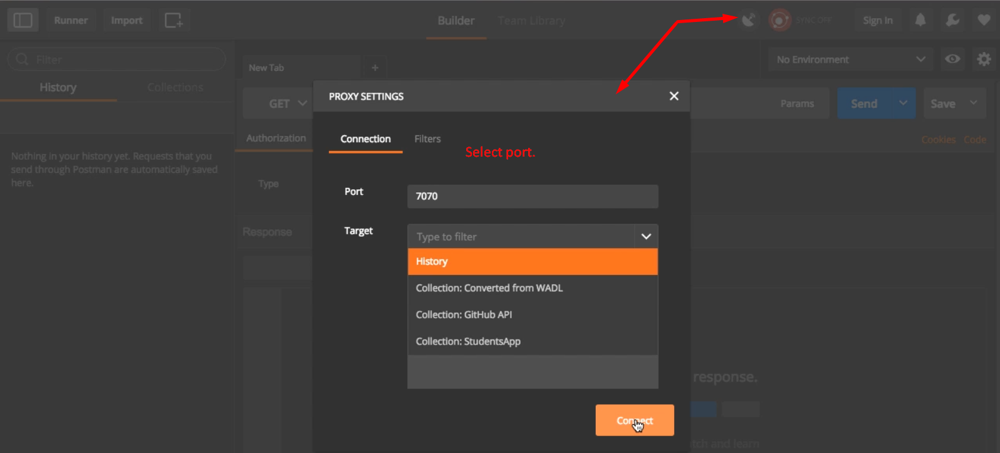 Runner
Import
Builder
Team Library
SYNC OFF
Sign In
Filter
New Tab
+
No Environment
History
Collections
GET
PROXY SETTINGS
Params
Send
Save
Authorization
Connection
Filters
Cookies
Code
Select port.
Nothing in your history yet. Requests that you
send through Postman are automatically saved
here.
Type
Port
7070
Response
Target
Type to filter
History
Collection: Converted from WADL
Collection: GitHub API
Collection: StudentsApp
response.
Connect
tch and learn